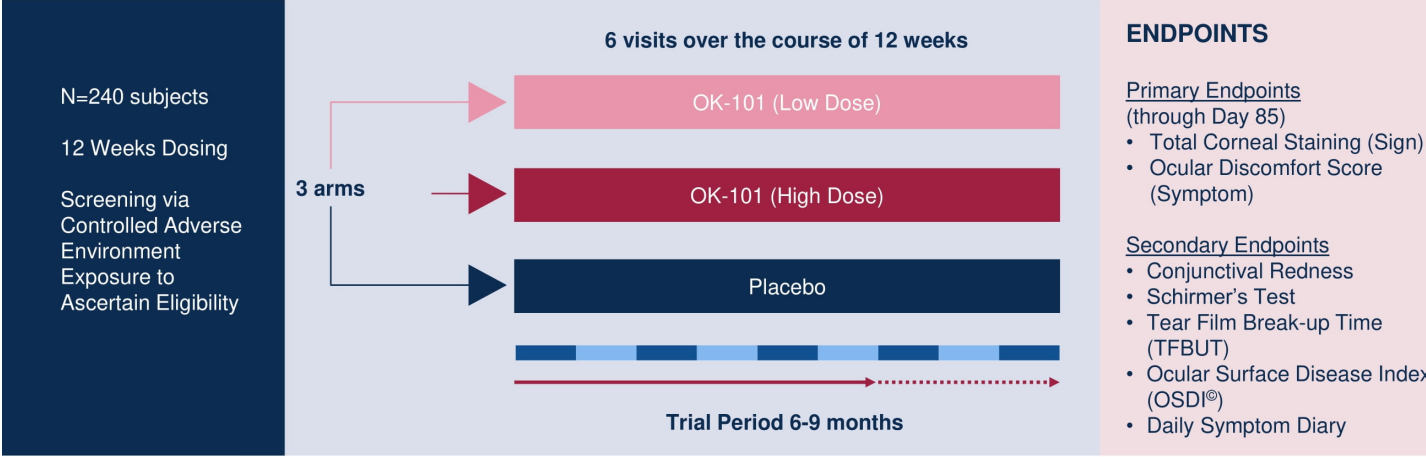 N=240 subjects
12 Weeks Dosing
Screening via
Controlled Adverse
Environment
Exposure to
Ascertain Eligibility
6 visits over the course of 12 weeks
3 arms
OK-101 (Low Dose)
OK-101 (High Dose)
Placebo
Trial Period 6-9 months
ENDPOINTS
Primary Endpoints
(through Day 85)
• Total Corneal Staining (Sign)
• Ocular Discomfort Score
(Symptom)
Secondary Endpoints
• Conjunctival Redness
• Schirmer's Test
• Tear Film Break-up Time
(TFBUT)
• Ocular Surface Disease Index
(OSDI©)
• Daily Symptom Diary